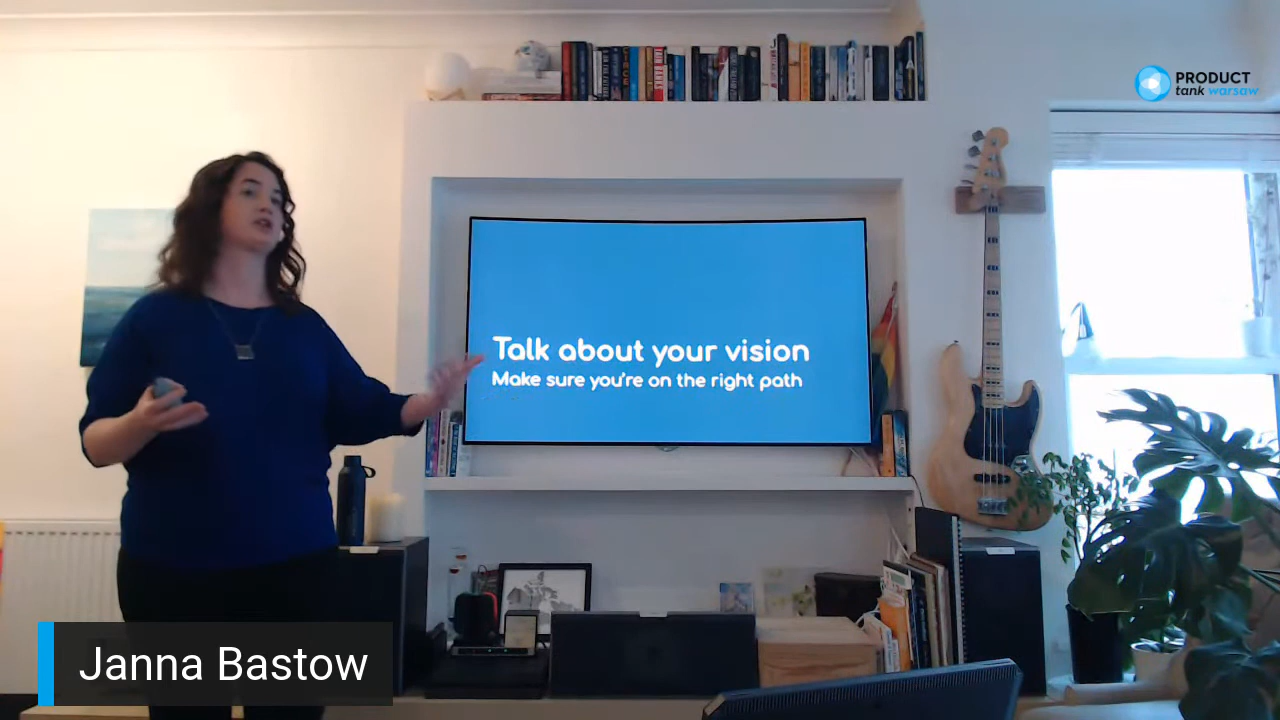 PRODUCT
tank warsaw
Talk about your vision
Make sure you're on the right path
Janna Bastow